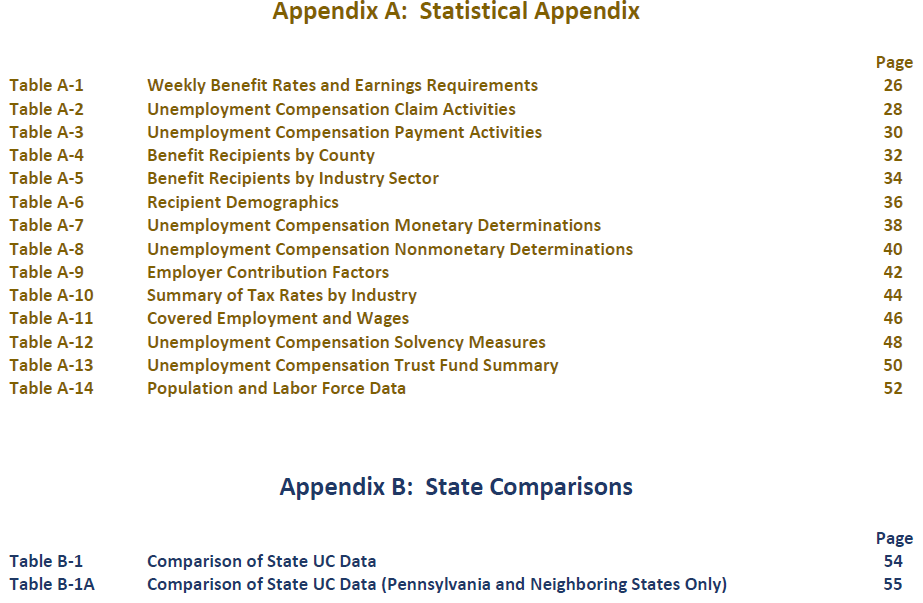 Appendix A:  Statistical Appendix
Page
Table A-1 Weekly Benefit Rates and Earnings Requirements 26
Table A-2 Unemployment Compensation Claim Activities 28
Table A-3 Unemployment Compensation Payment Activities 30
Table A-4 Benefit Recipients by County 32
Table A-5 Benefit Recipients by Industry Sector 34
Table A-6 Recipient Demographics 36
Table A-7 Unemployment Compensation Monetary Determinations 38
Table A-8 Unemployment Compensation Nonmonetary Determinations 40
Table A-9 Employer Contribution Factors 42
Table A-10 Summary of Tax Rates by Industry 44
Table A-11 Covered Employment and Wages 46
Table A-12 Unemployment Compensation Solvency Measures 48
Table A-13 Unemployment Compensation Trust Fund Summary 50
Table A-14 Population and Labor Force Data 52
Appendix B:  State Comparisons
Page
Table B-1 Comparison of State UC Data 54
Table B-1A Comparison of State UC Data (Pennsylvania and Neighboring States Only) 55